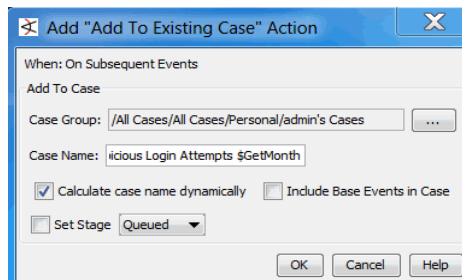 Add "Add To Existing Case" Action
When: On Subsequent Events
Add To Case
Case Group: /All Cases/All Cases/Personal/admin's Cases ...
Case Name: icious Login Attempts $GetMonth
Calculate case name dynamically Include Base Events in Case
Set Stage Queued
OK Cancel Help